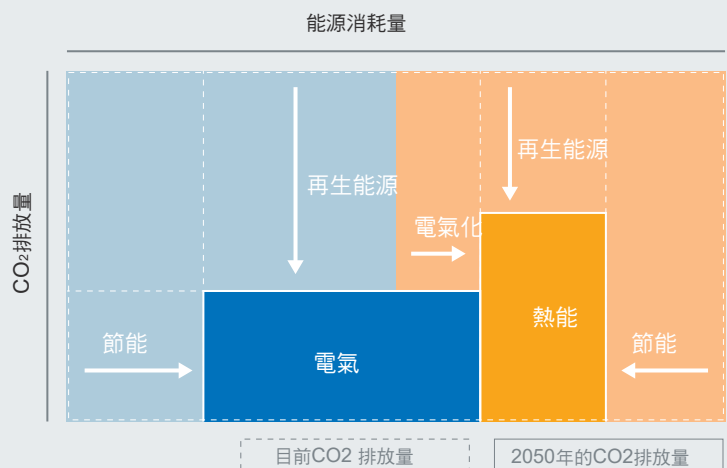 能源消耗量
CO2排放量
再生能源
再生能源
電氣化
熱能
節能
電氣
節能
目前CO2 排放量
2050年的CO2排放量